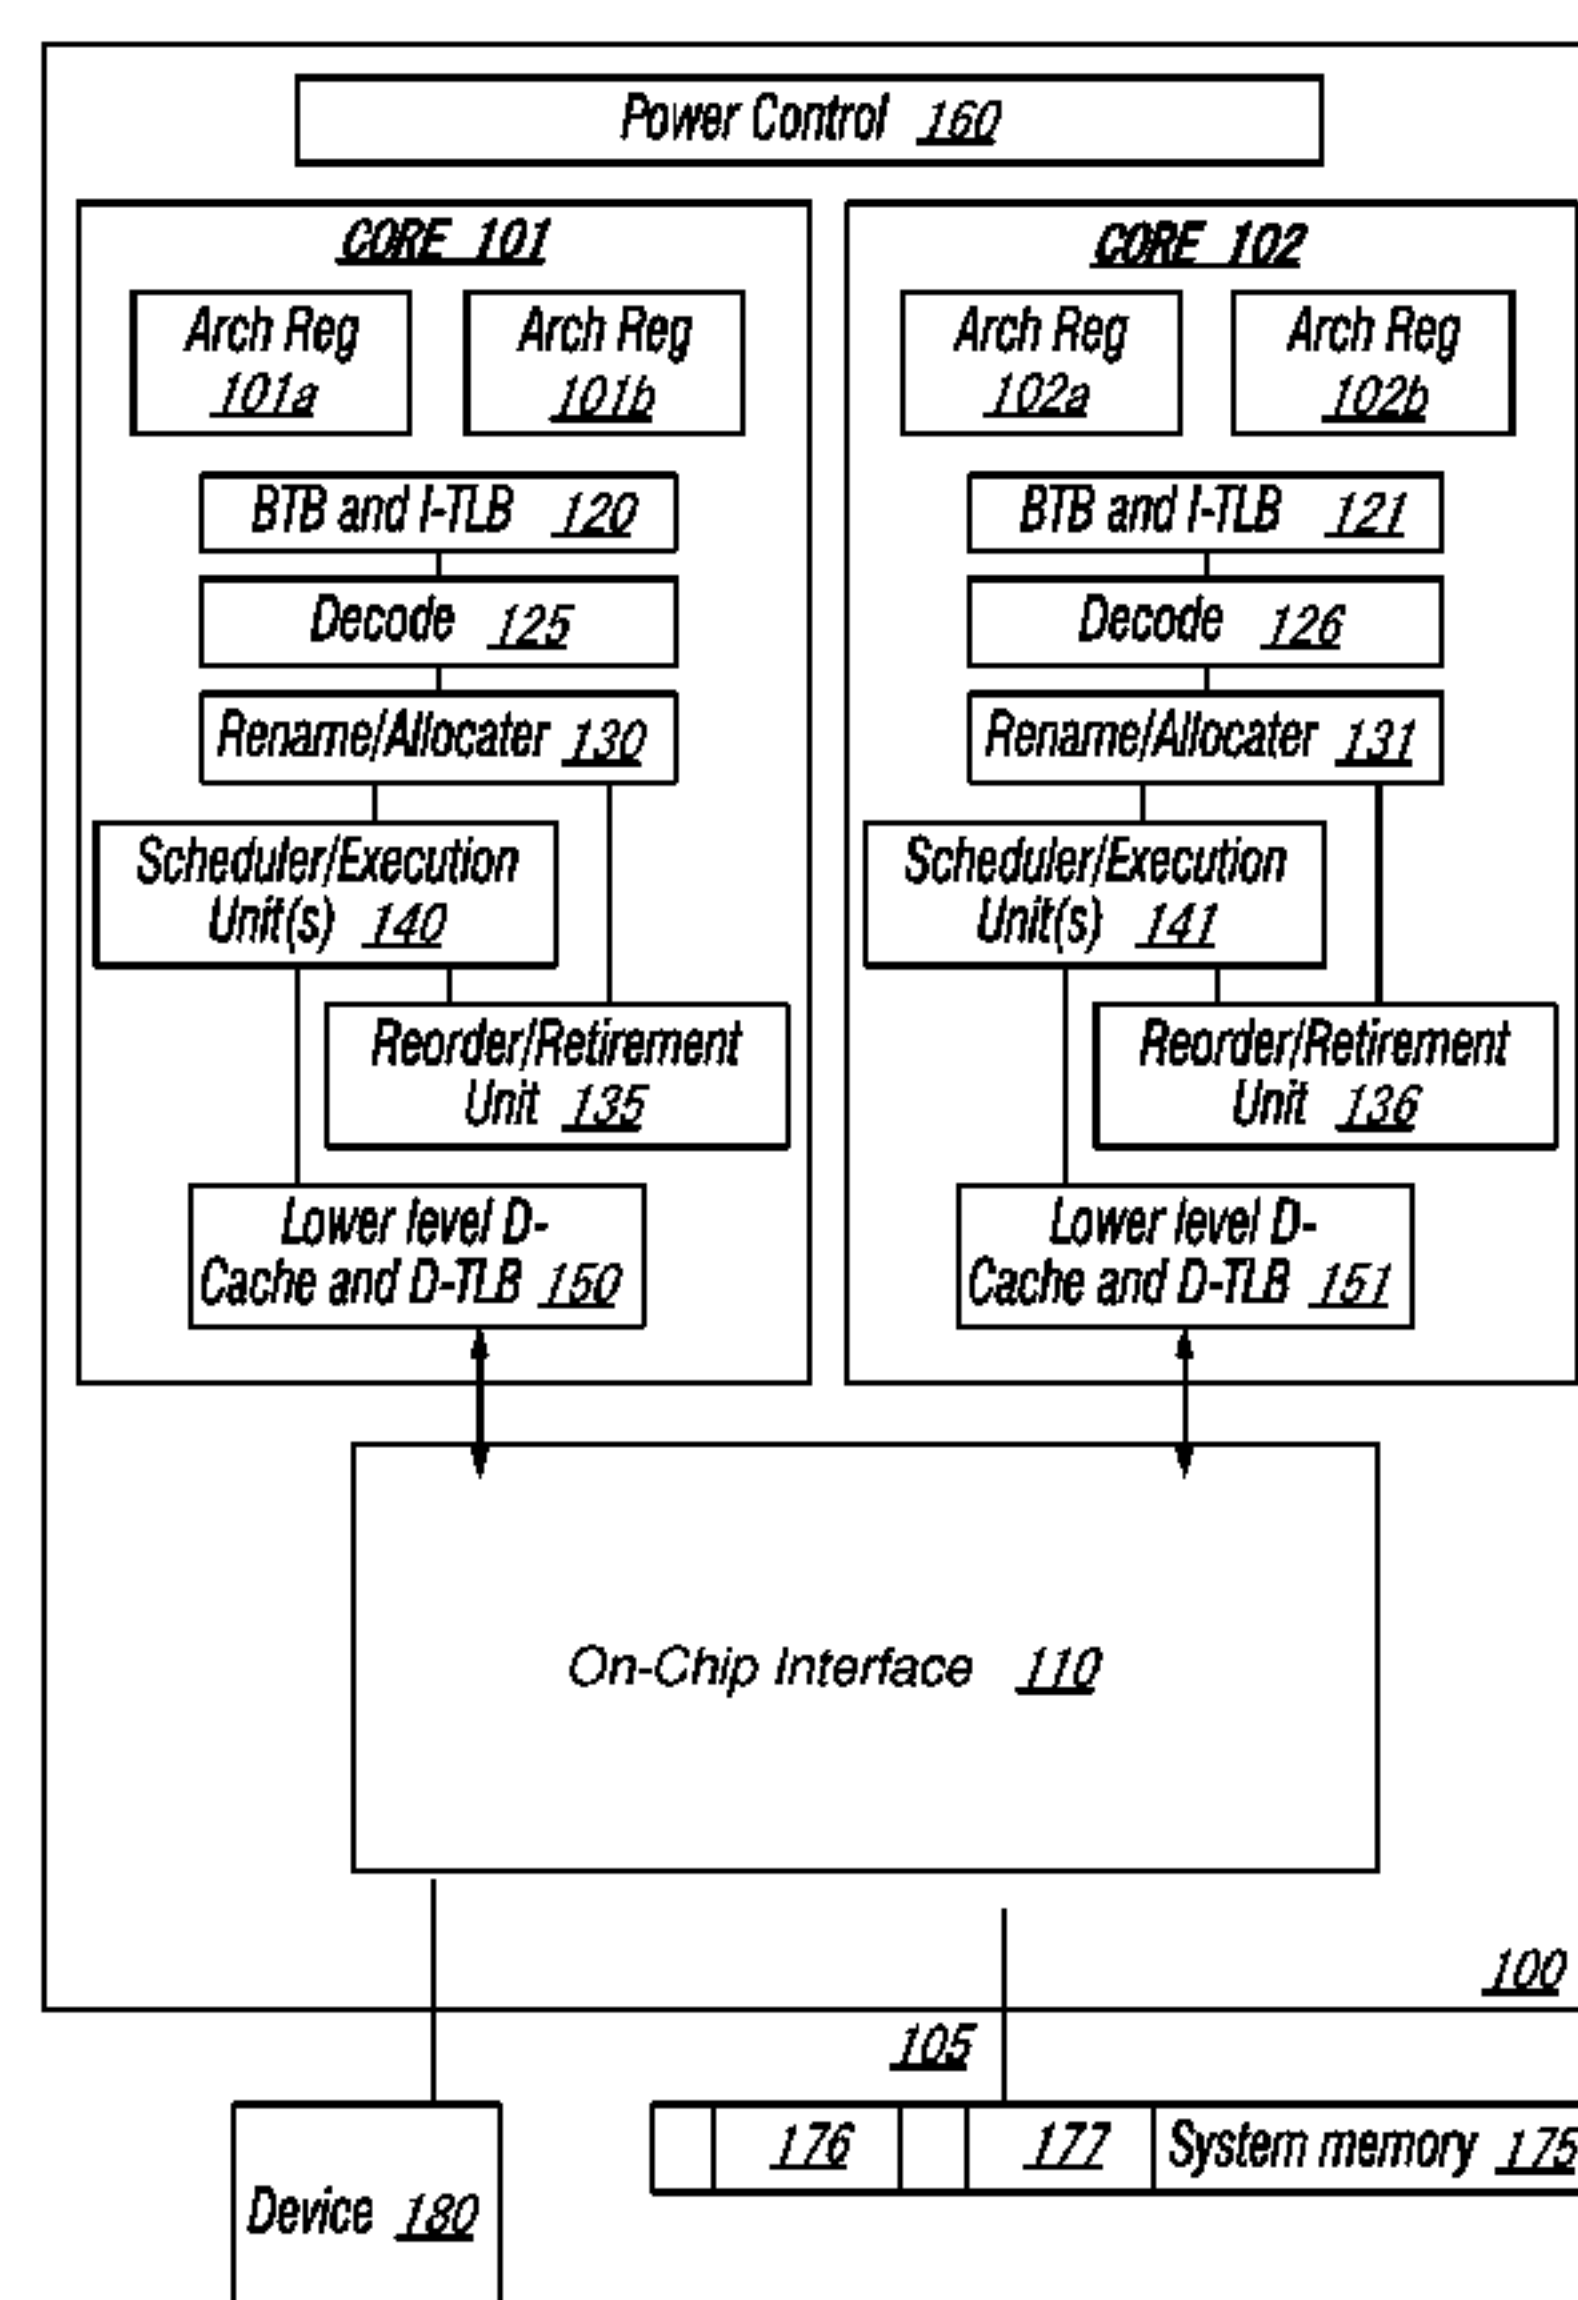 Power Control 160
CORE 101
Arch Reg
101a
Arch Reg
101b
BTB and I-TLB 120
Decode 125
Rename/Allocater 130
Scheduler/Execution
Unit(s) 140
Reorder/Retirement
Unit 135
Lower level D-
Cache and D-TLB 150
CORE 102
Arch Reg
102a
Arch Reg
102b
BTB and I-TLB 121
Decode 126
Rename/Allocater 131
Scheduler/Execution
Unit(s) 141
Reorder/Retirement
Unit 136
Lower level D-
Cache and D-TLB 151
On-Chip Interface 110
100
105
176
177
System memory 175
Device 180